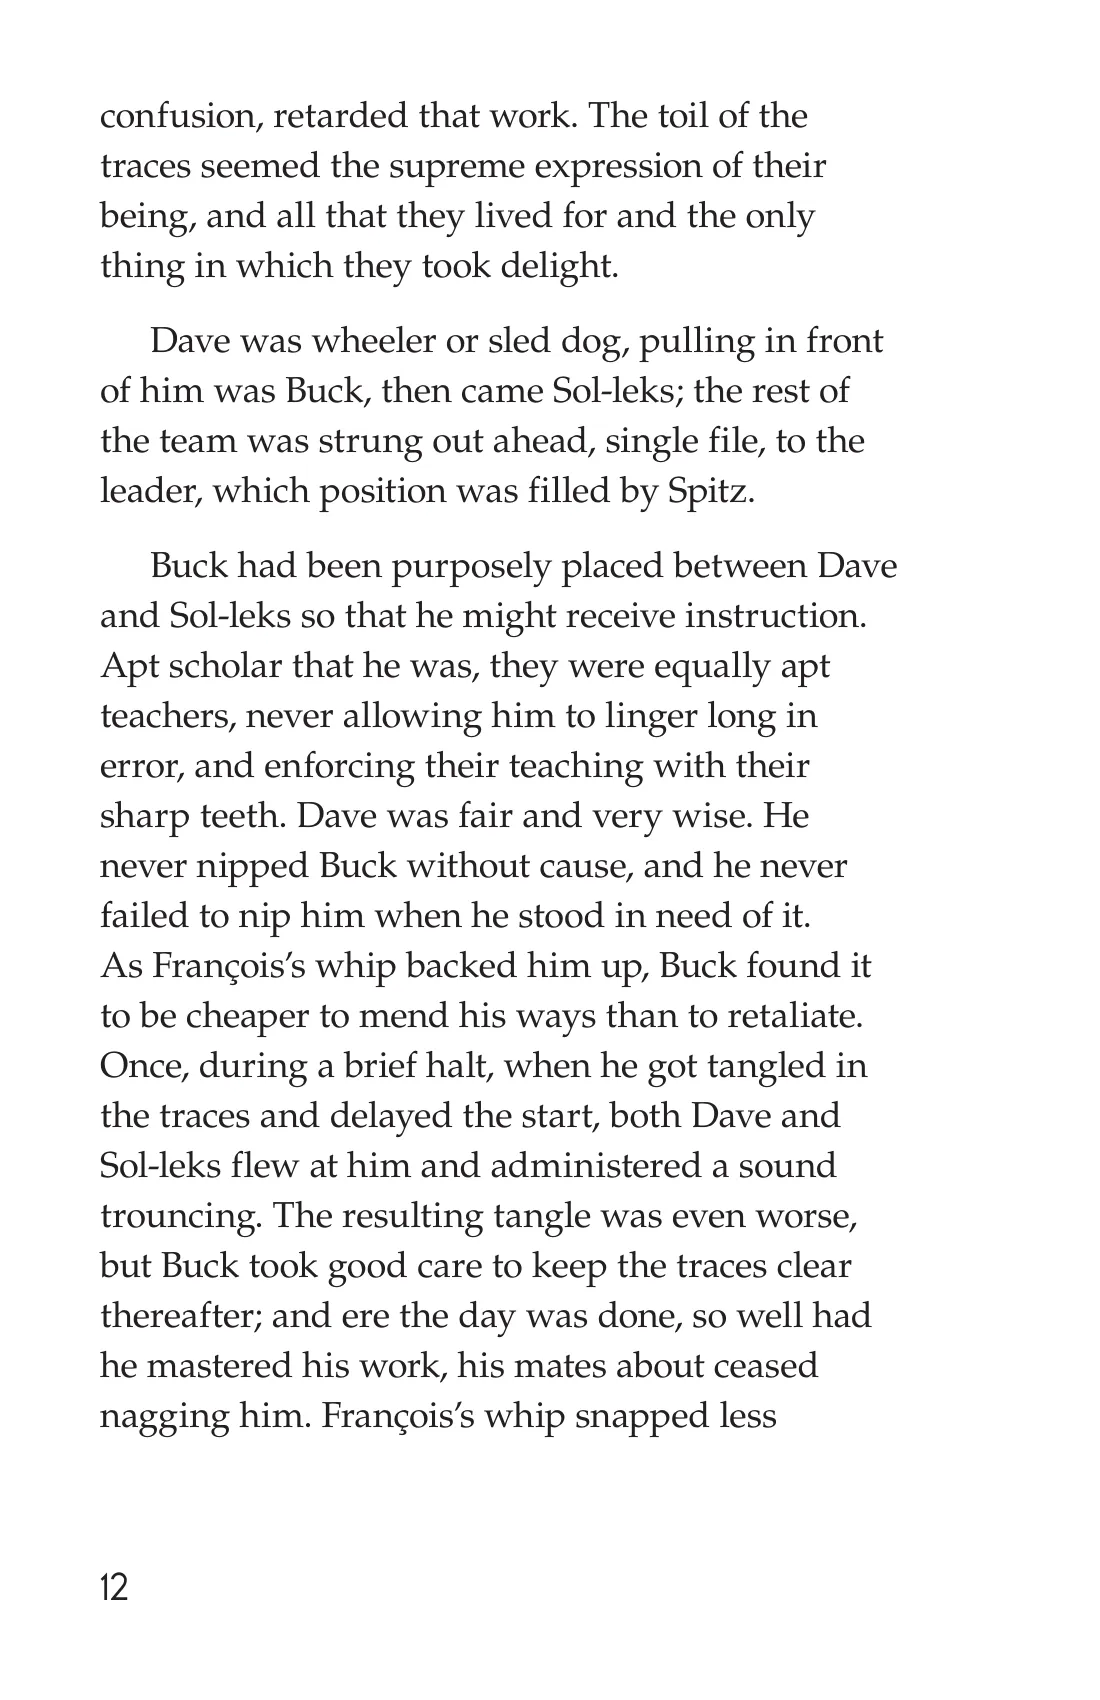 confusion, retarded that work. The toil of the
traces seemed the supreme expression of their
being, and all that they lived for and the only
thing in which they took delight.
Dave was wheeler or sled dog, pulling in front
of him was Buck, then came Sol-leks; the rest of
the team was strung out ahead, single file, to the
leader, which position was filled by Spitz.
Buck had been purposely placed between Dave
and Sol-leks so that he might receive instruction.
Apt scholar that he was, they were equally apt
teachers, never allowing him to linger long in
error, and enforcing their teaching with their
sharp teeth. Dave was fair and very wise. He
never nipped Buck without cause, and he never
failed to nip him when he stood in need of it.
As François’s whip backed him up, Buck found it
to be cheaper to mend his ways than to retaliate.
Once, during a brief halt, when he got tangled in
the traces and delayed the start, both Dave and
Sol-leks flew at him and administered a sound
trouncing. The resulting tangle was even worse,
but Buck took good care to keep the traces clear
thereafter; and ere the day was done, so well had
he mastered his work, his mates about ceased
nagging him. François’s whip snapped less
12